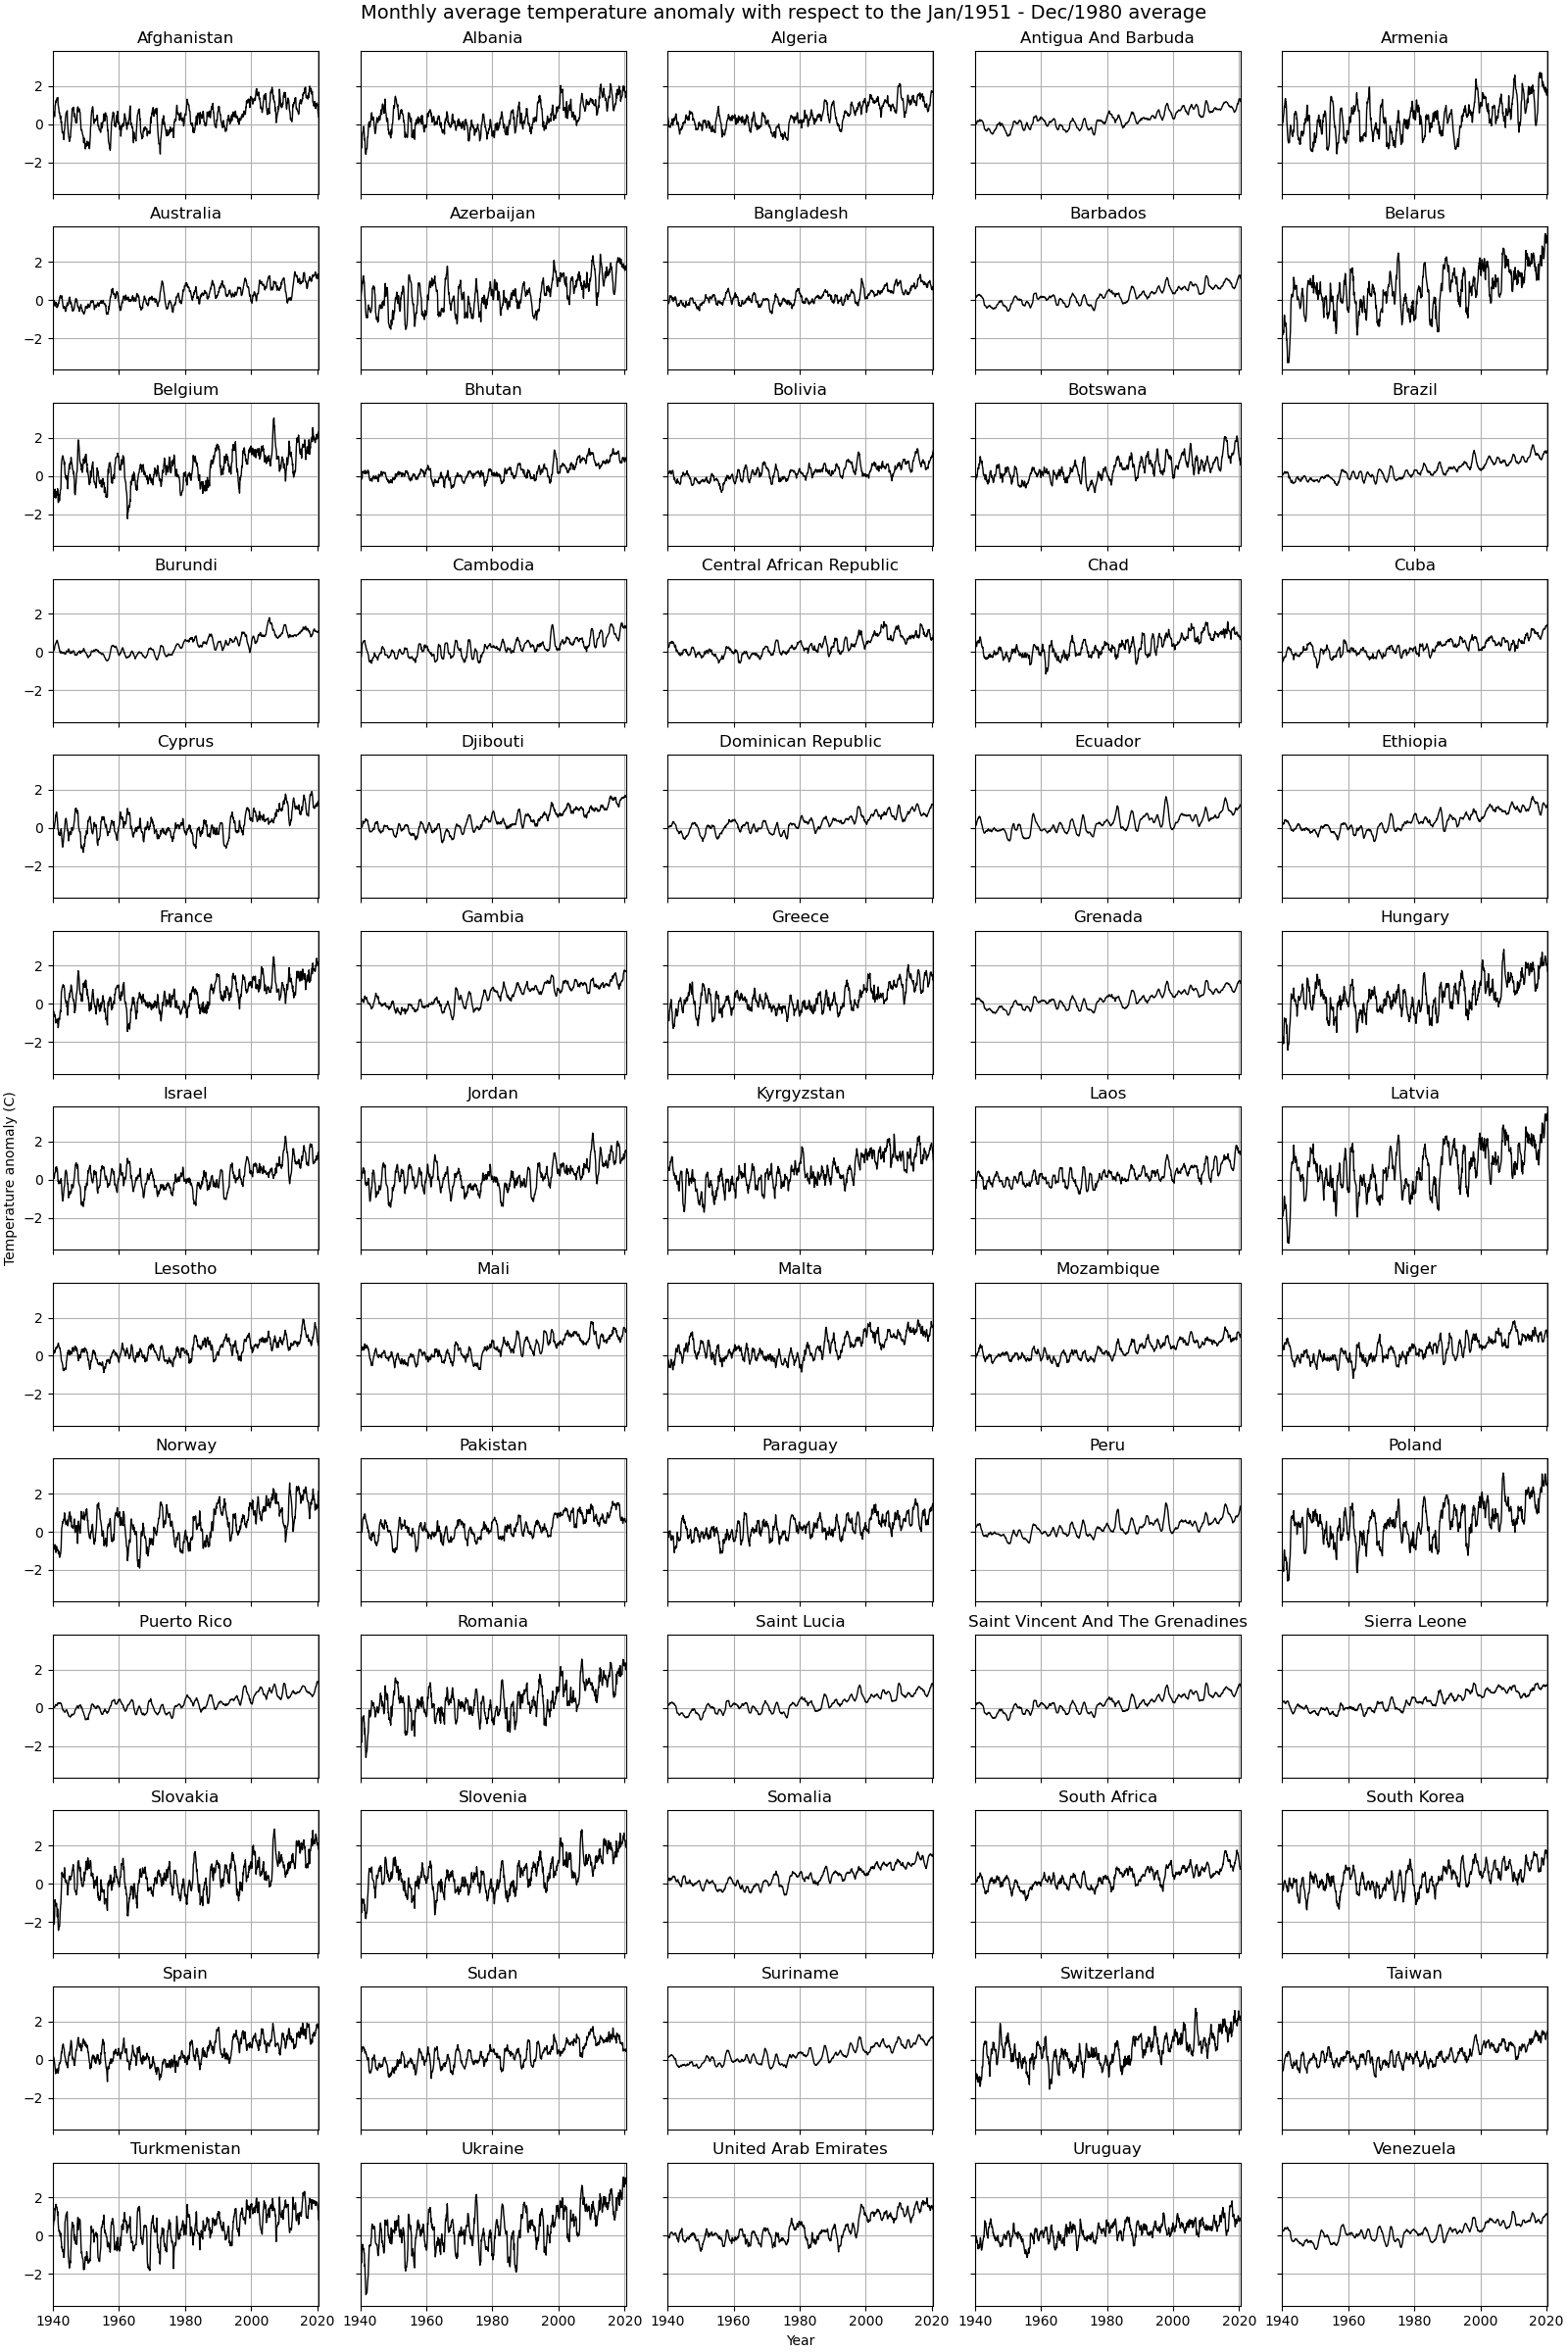 Monthly average temperature anomaly with respect to the Jan/1951 - Dec/1980 average
Afghanistan Albania Algeria Antigua And Barbuda Armenia
2
0
−2
Australia Azerbaijan Bangladesh Barbados Belarus
2
0
−2
Belgium Bhutan Bolivia Botswana Brazil
2
0
−2
Burundi Cambodia Central African Republic Chad Cuba
2
0
−2
Cyprus Djibouti Dominican Republic Ecuador Ethiopia
2
0
−2
France Gambia Greece Grenada Hungary
2
0
−2
Temperature anomaly (C)
Israel Jordan Kyrgyzstan Laos Latvia
2
0
−2
Lesotho Mali Malta Mozambique Niger
2
0
−2
Norway Pakistan Paraguay Peru Poland
2
0
−2
Puerto Rico Romania Saint Lucia Saint Vincent And The Grenadines Sierra Leone
2
0
−2
Slovakia Slovenia Somalia South Africa South Korea
2
0
−2
Spain Sudan Suriname Switzerland Taiwan
2
0
−2
Turkmenistan Ukraine United Arab Emirates Uruguay Venezuela
2
0
−2
1940 1960 1980 2000 2020 1940 1960 1980 2000 2020 1940 1960 1980 2000 2020 1940 1960 1980 2000 2020 1940 1960 1980 2000 2020
Year